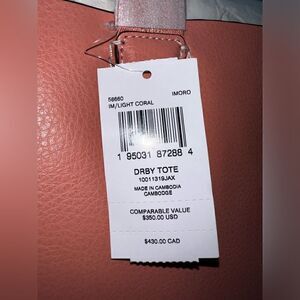 58660 IMORO
IM/LIGHT CORAL
1 95031 87288 4
DRBY TOTE
10011319JAX
MADE IN CAMBODIA
CAMBODGE
COMPARABLE VALUE
$350.00 USD
$430.00 CAD